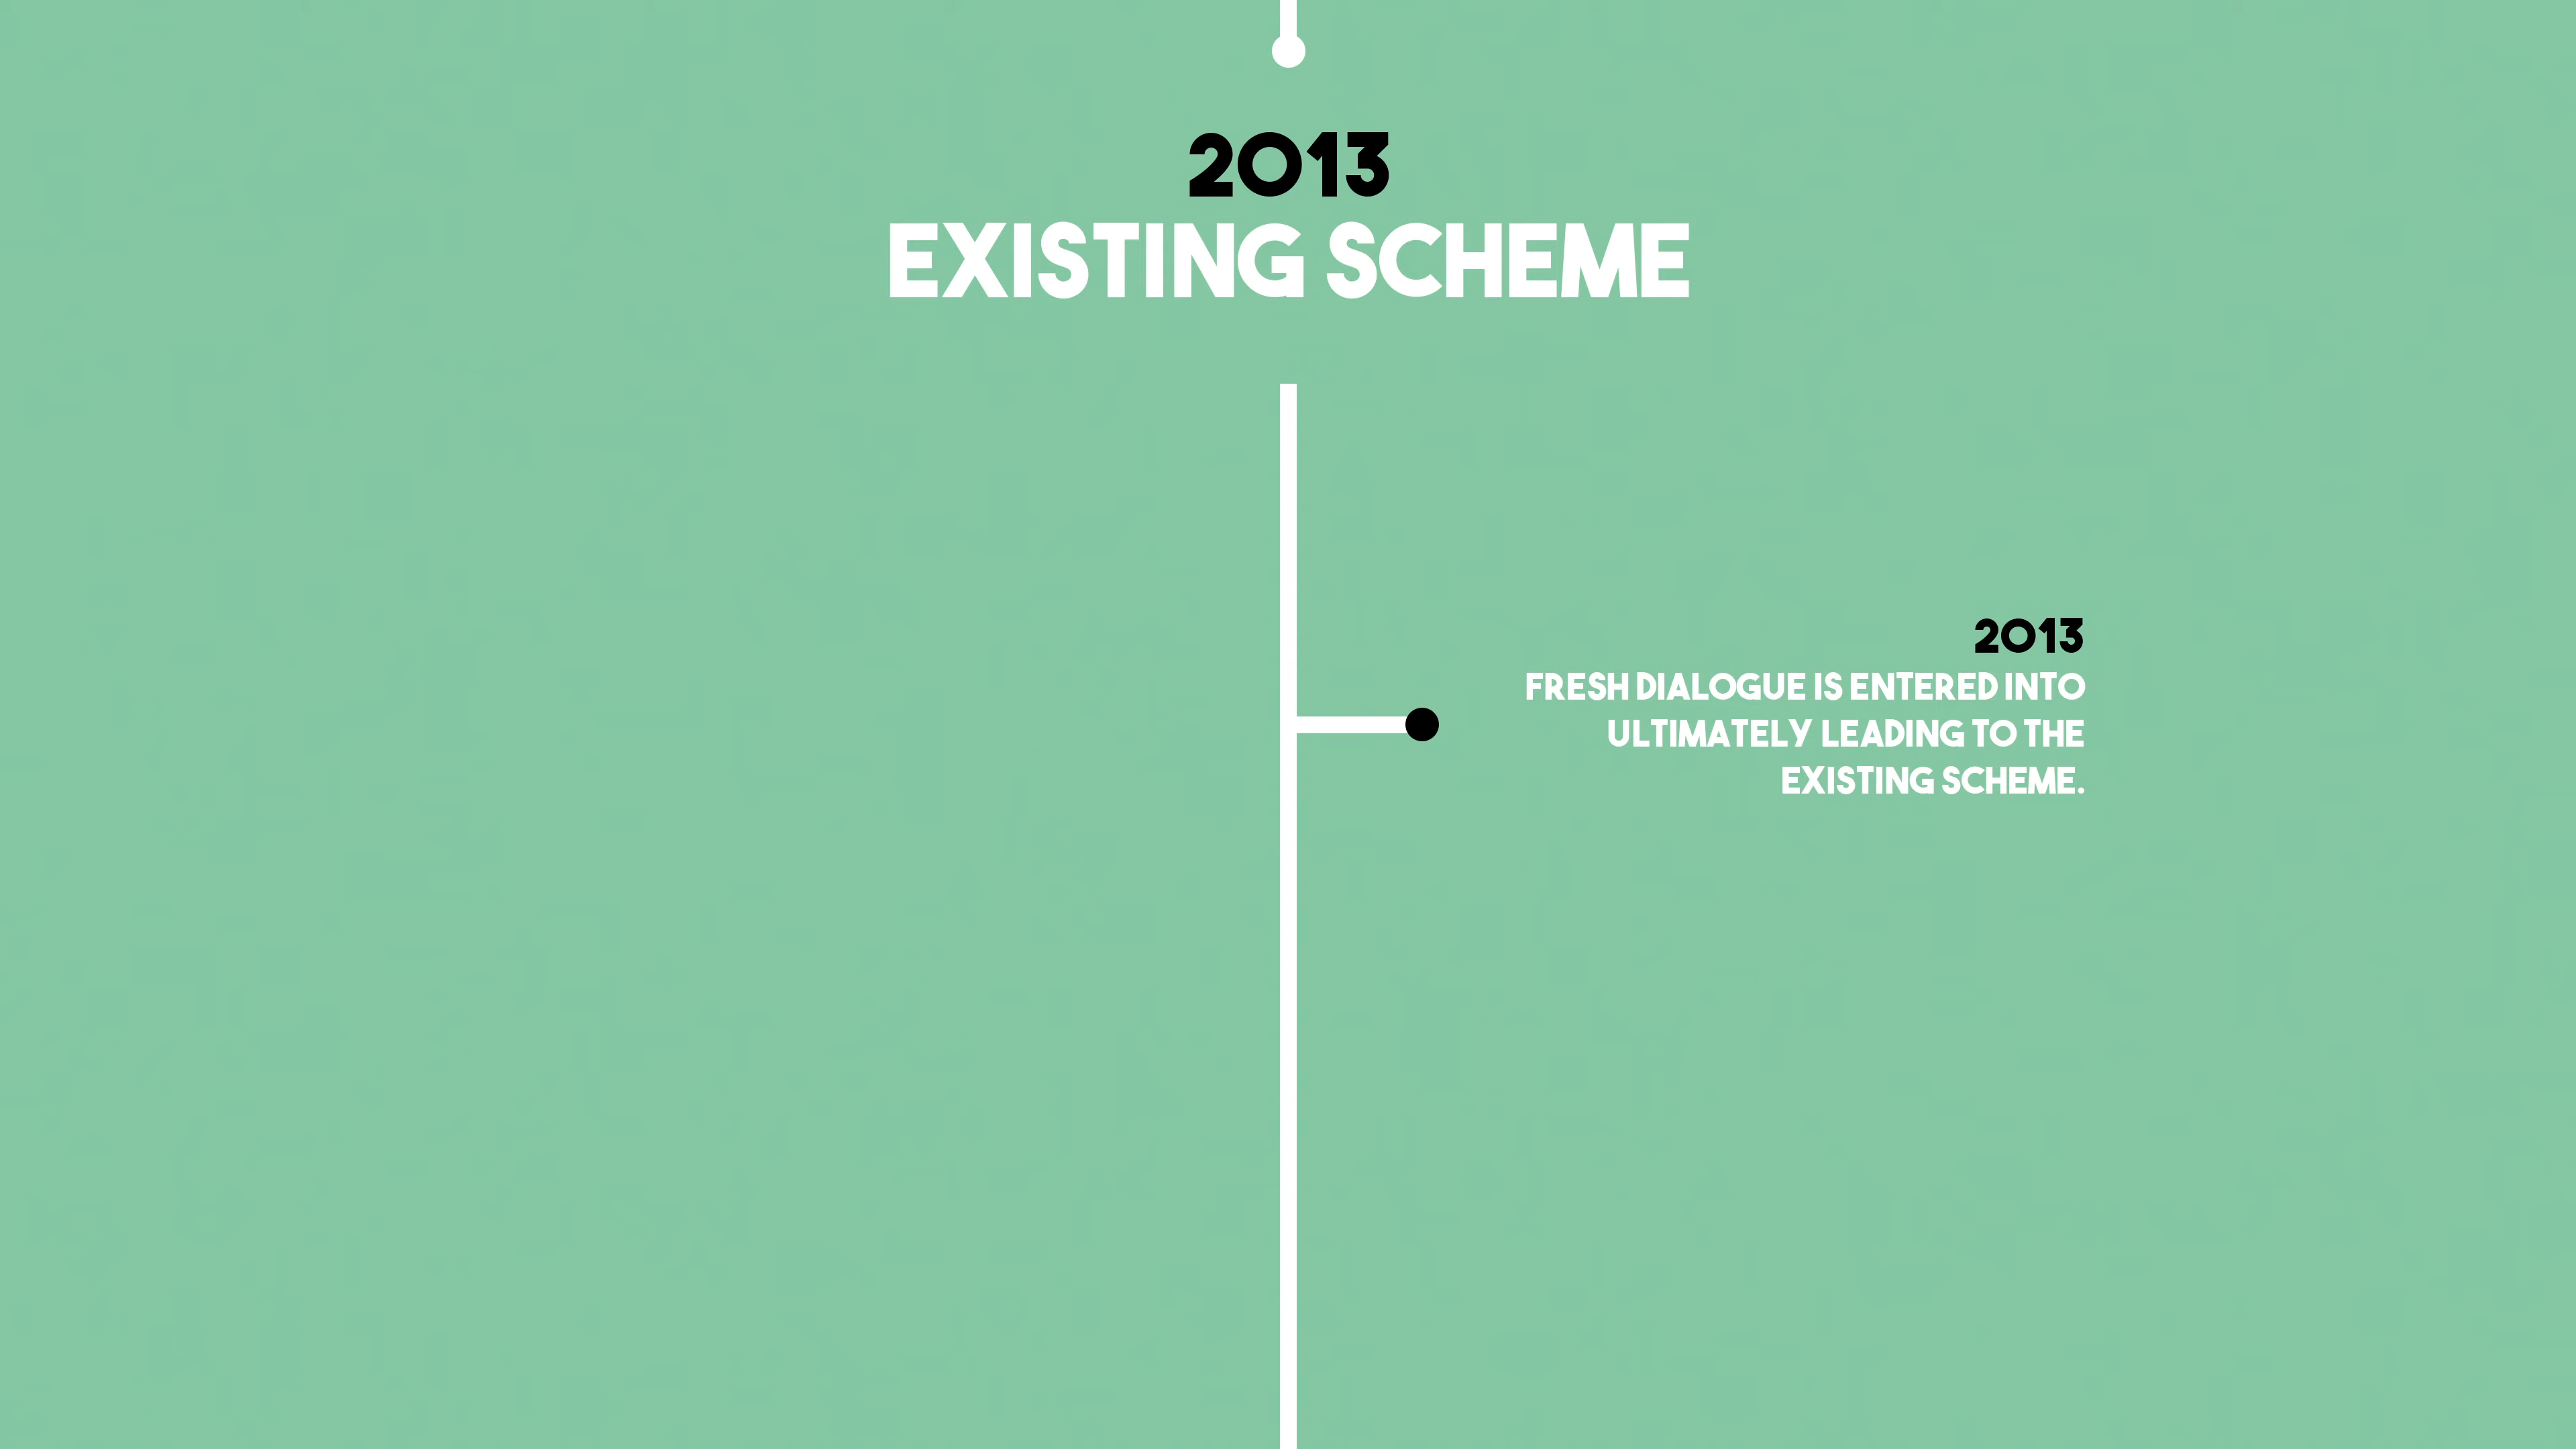 2013
EXISTING SCHEME
2013
FRESH DIALOGUE IS ENTERED INTO
ULTIMATELY LEADING TO THE
EXISTING SCHEME.